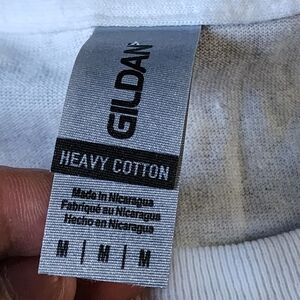 GILDAN
HEAVY COTTON
Made in Nicaragua
Fabriqué au Nicaragua
Hecho en Nicaragua
M | M | M